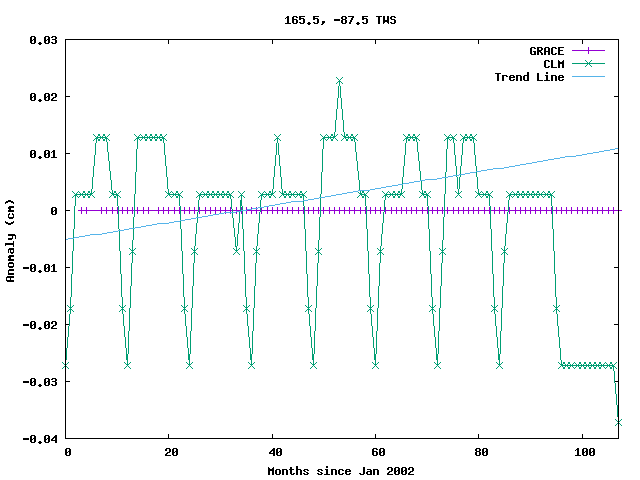 165.5, -87.5 TWS
GRACE
CLM
Trend Line
0.03
0.02
0.01
0
-0.01
-0.02
-0.03
-0.04
Anomaly (cm)
0 20 40 60 80 100
Months since Jan 2002